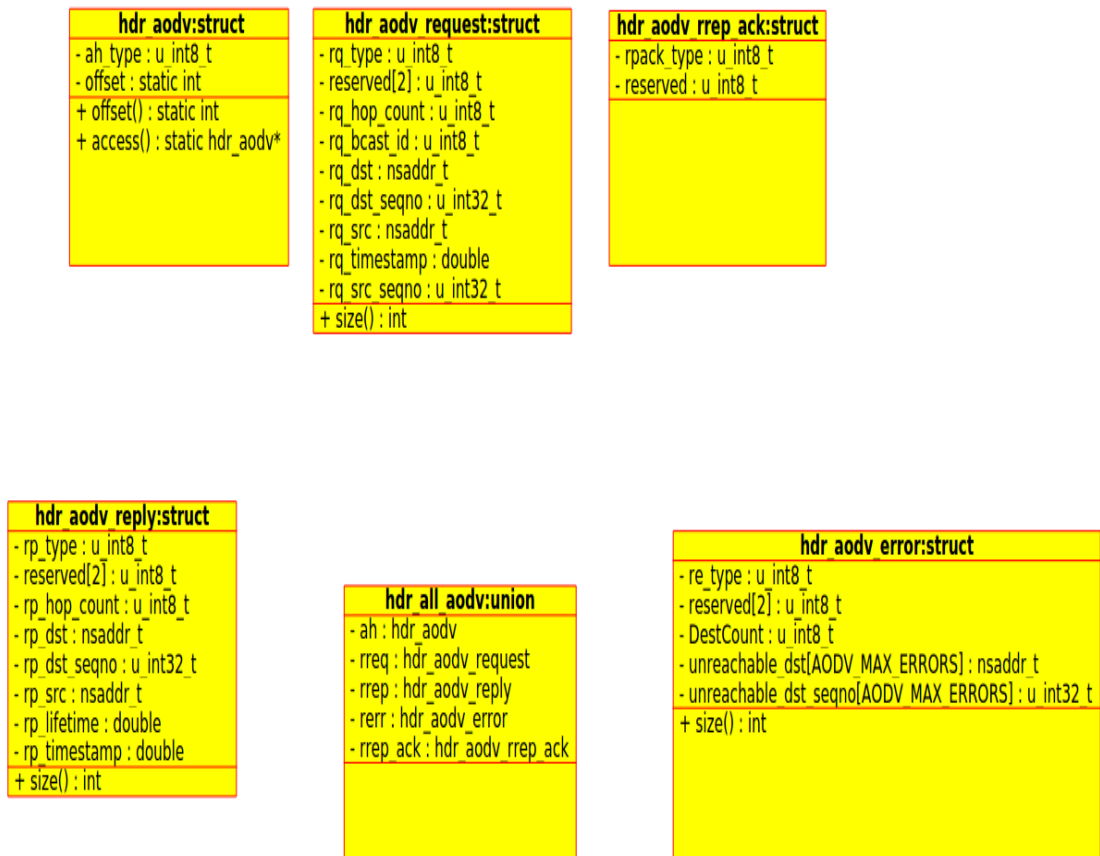 hdr_aodv:struct
- ah_type : u_int8_t
- offset : static int
+ offset() : static int
+ access() : static hdr_aodv*
hdr_aodv_request:struct
- rq_type : u_int8_t
- reserved[2] : u_int8_t
- rq_hop_count : u_int8_t
- rq_bcast_id : u_int8_t
- rq_dst : nsaddr_t
- rq_dst_seqno : u_int32_t
- rq_src : nsaddr_t
- rq_timestamp : double
- rq_src_seqno : u_int32_t
+ size() : int
hdr_aodv_rrep_ack:struct
- rpack_type : u_int8_t
- reserved : u_int8_t
hdr_aodv_reply:struct
- rp_type : u_int8_t
- reserved[2] : u_int8_t
- rp_hop_count : u_int8_t
- rp_dst : nsaddr_t
- rp_dst_seqno : u_int32_t
- rp_src : nsaddr_t
- rp_lifetime : double
- rp_timestamp : double
+ size() : int
hdr_all_aodv:union
- ah : hdr_aodv
- rreq : hdr_aodv_request
- rrep : hdr_aodv_reply
- rerr : hdr_aodv_error
- rrep_ack : hdr_aodv_rrep_ack
hdr_aodv_error:struct
- re_type : u_int8_t
- reserved[2] : u_int8_t
- DestCount : u_int8_t
- unreachable_dst[AODV_MAX_ERRORS] : nsaddr_t
- unreachable_dst_seqno[AODV_MAX_ERRORS] : u_int32_t
+ size() : int